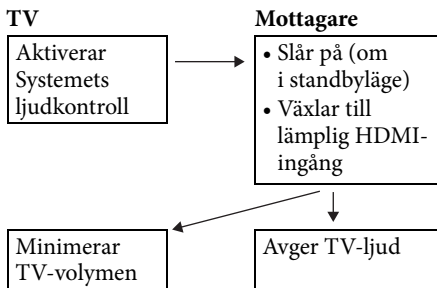 TV
Aktiverar
Systemets
ljudkontroll
Mottagare
• Slår på (om
i standbyläge)
• Växlar till
lämplig HDMI-
ingång
Minimerar
TV-volymen
Avger TV-ljud